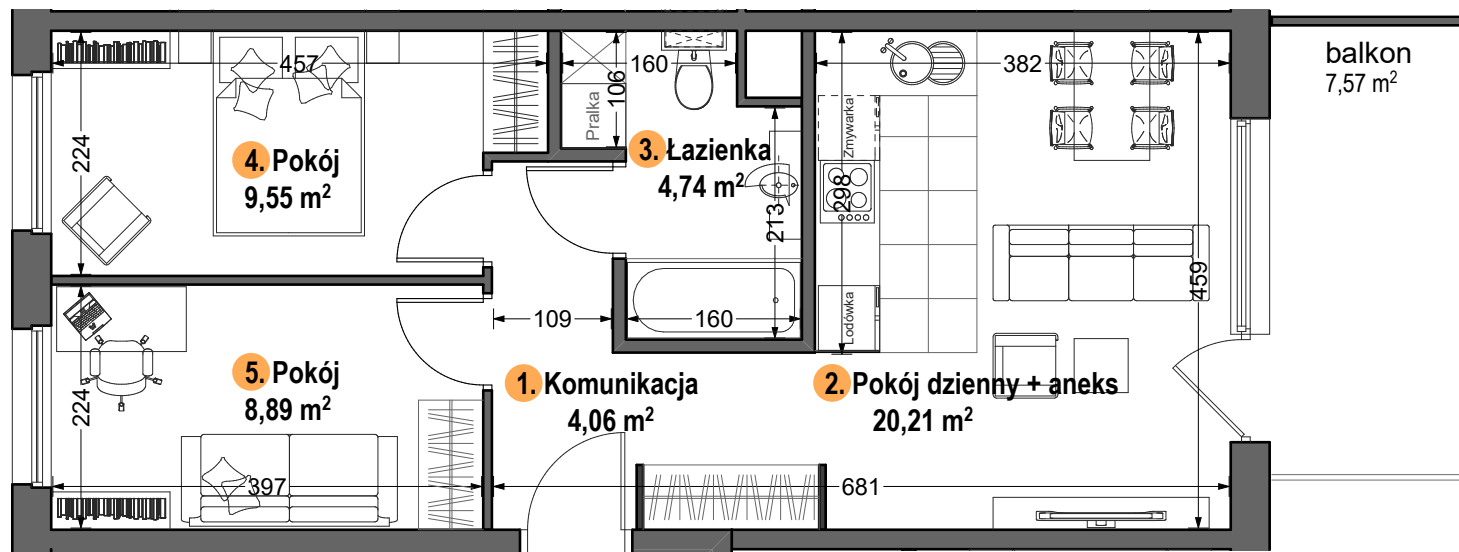 457
160
382
balkon
7,57 m²
106
Pralka
Zmywarka
224
4. Pokój
9,55 m²
3. Łazienka
4,74 m²
298
213
459
Lodówka
109
160
5. Pokój
8,89 m²
1. Komunikacja
4,06 m²
2. Pokój dzienny + aneks
20,21 m²
224
397
681